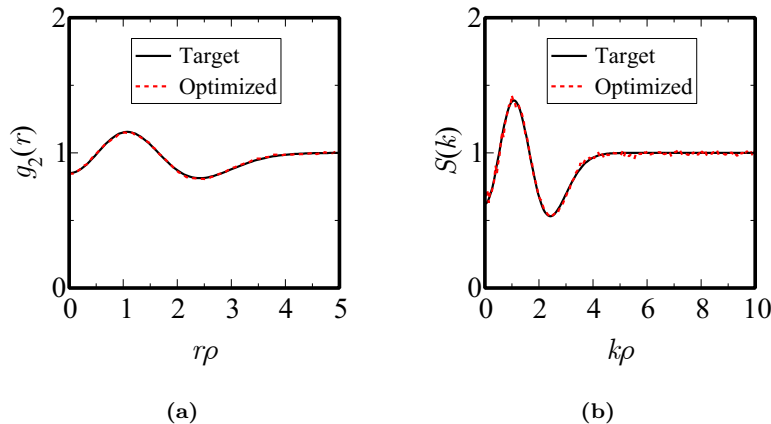 2
1
0
g₂(r)
Target
Optimized
0 1 2 3 4 5
rρ
(a)
2
1
0
S(k)
Target
Optimized
0 2 4 6 8 10
kρ
(b)